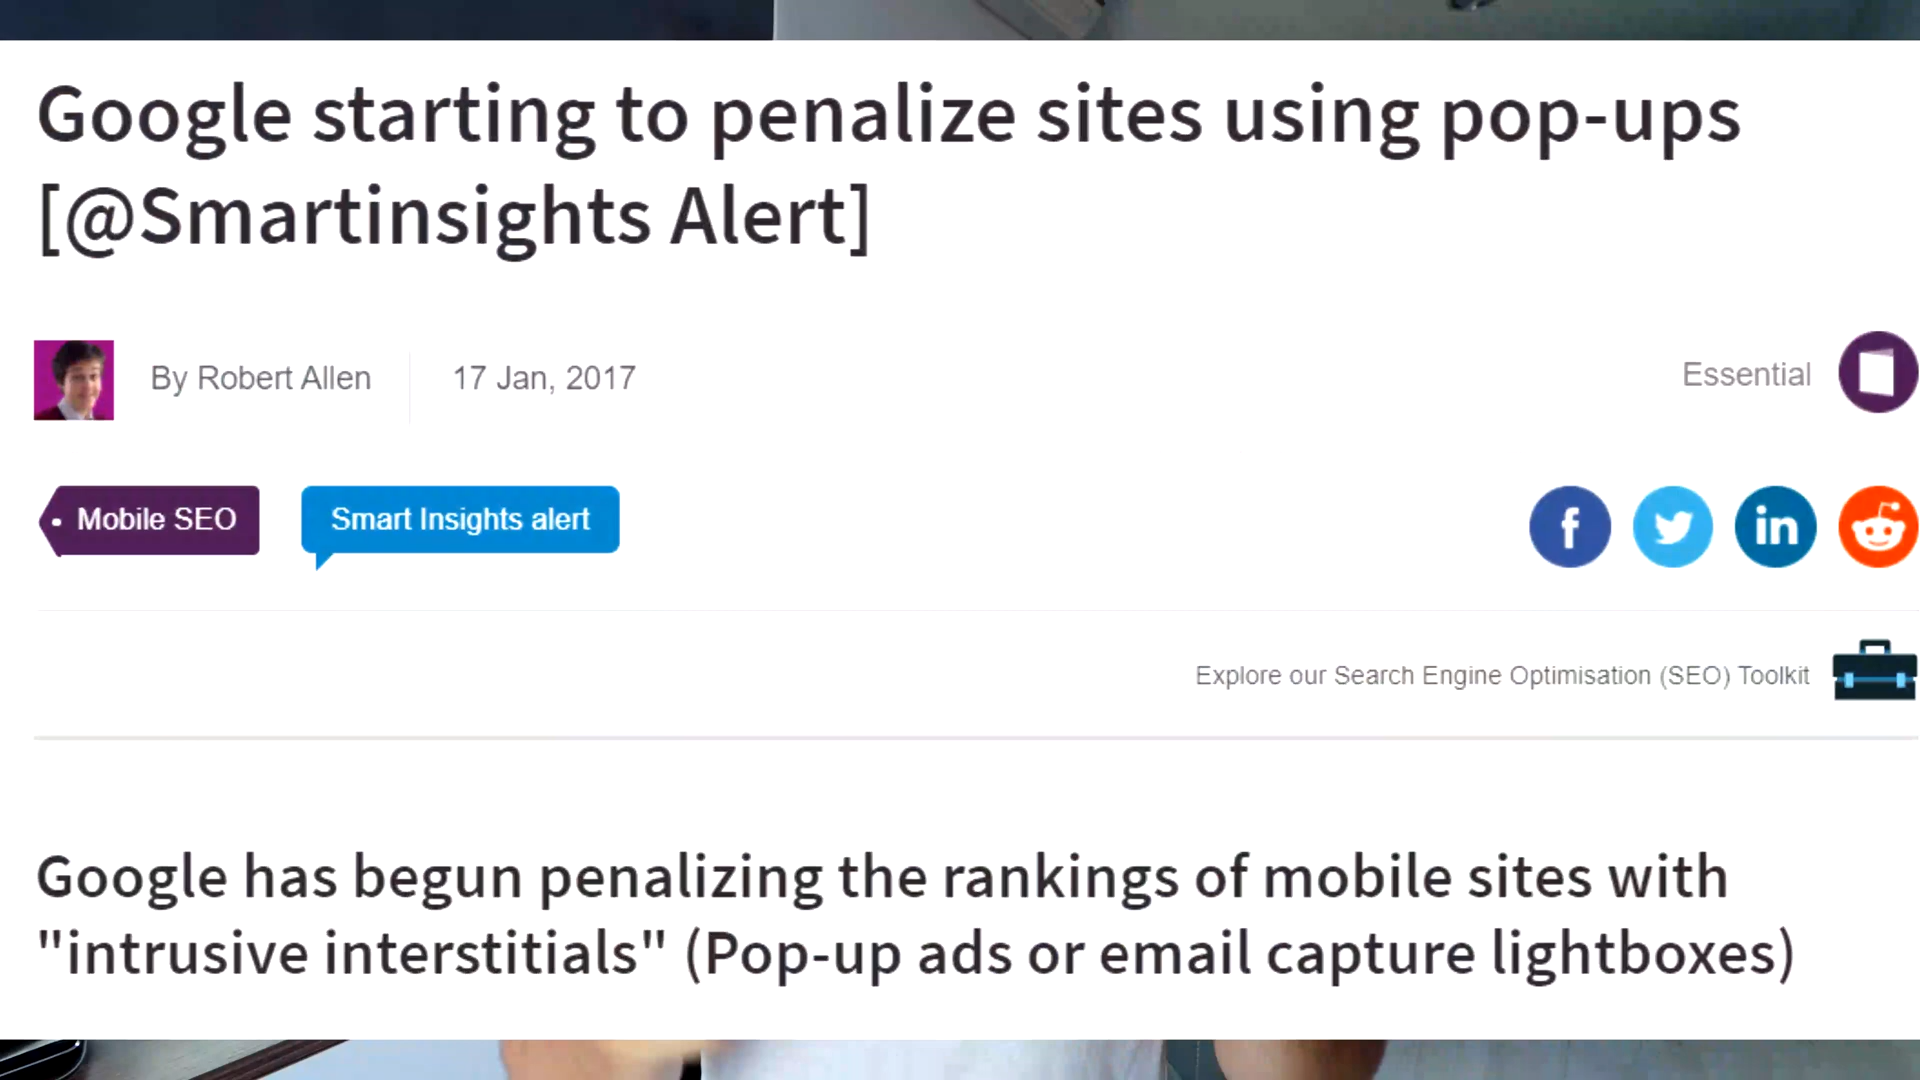 Google starting to penalize sites using pop-ups
[@Smartinsights Alert]
By Robert Allen
17 Jan, 2017
Essential
Mobile SEO
Smart Insights alert
f
in
Explore our Search Engine Optimisation (SEO) Toolkit
Google has begun penalizing the rankings of mobile sites with
"intrusive interstitials" (Pop-up ads or email capture lightboxes)